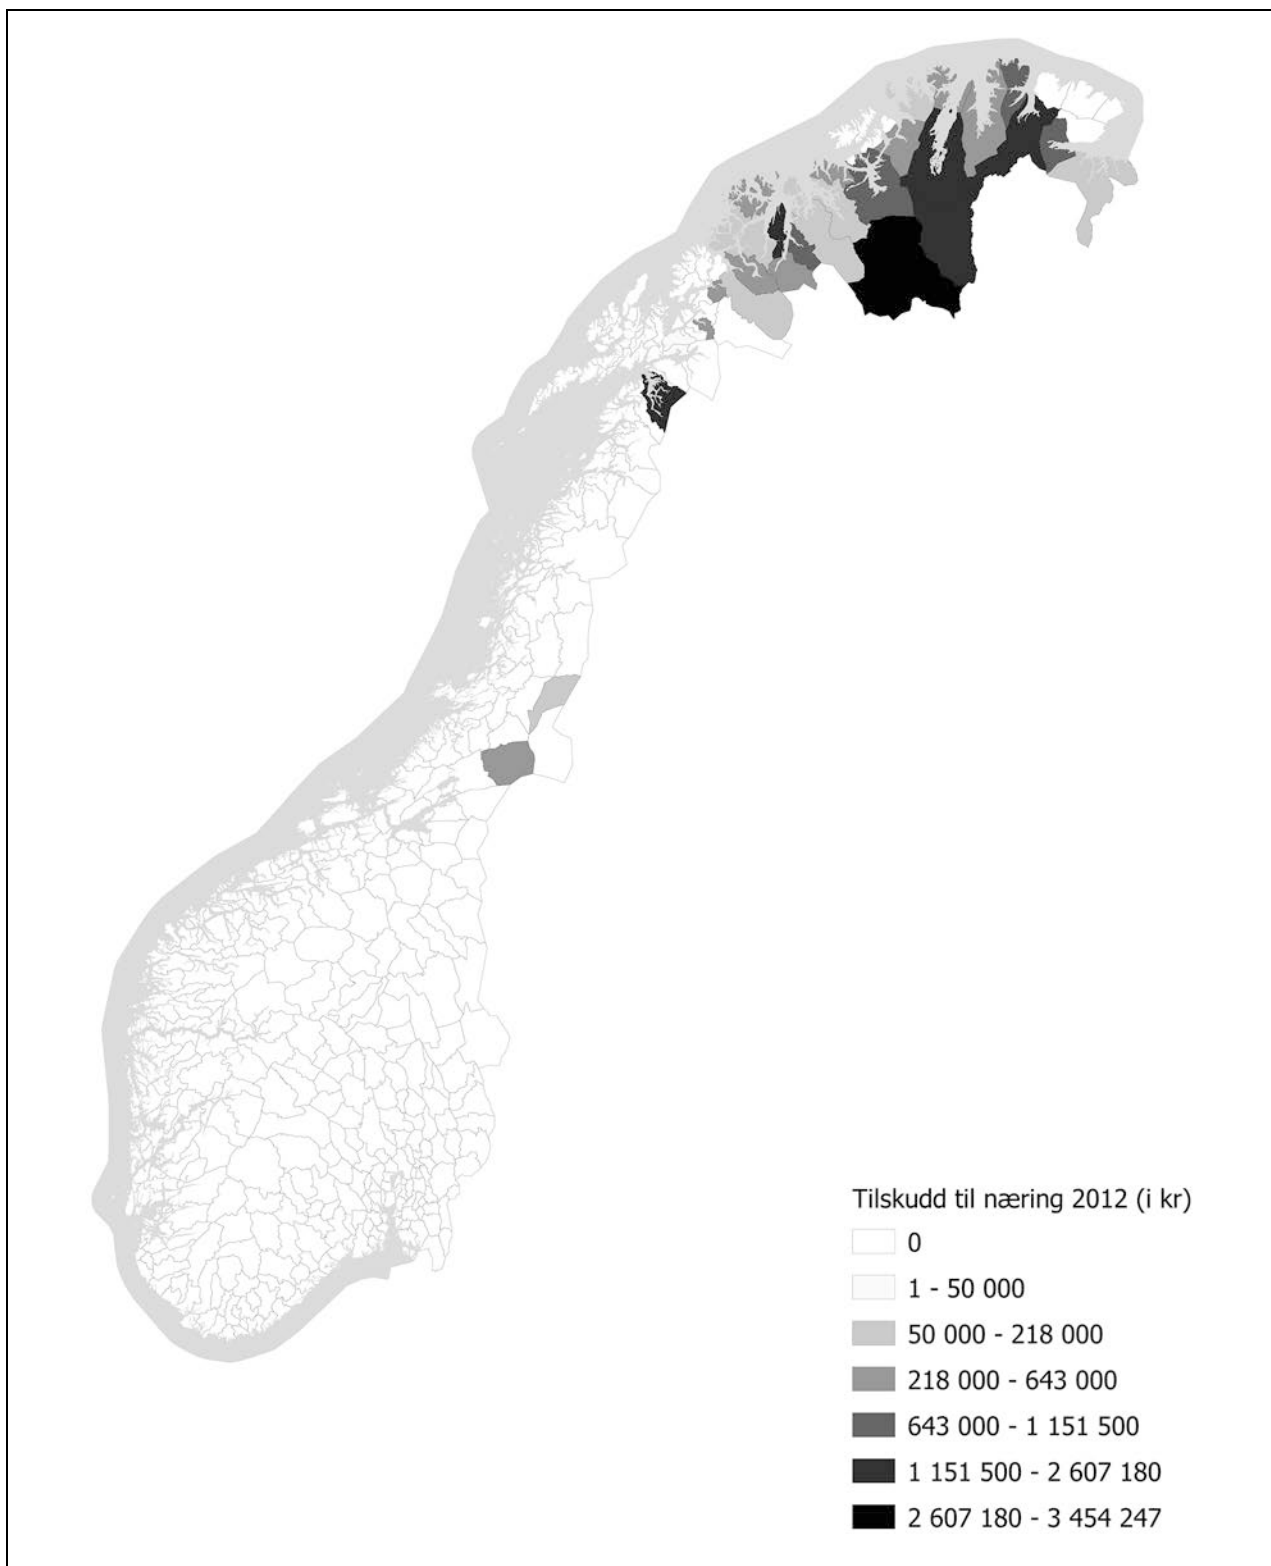 Tilskudd til næring 2012 (i kr)
0
1 - 50 000
50 000 - 218 000
218 000 - 643 000
643 000 - 1 151 500
1 151 500 - 2 607 180
2 607 180 - 3 454 247